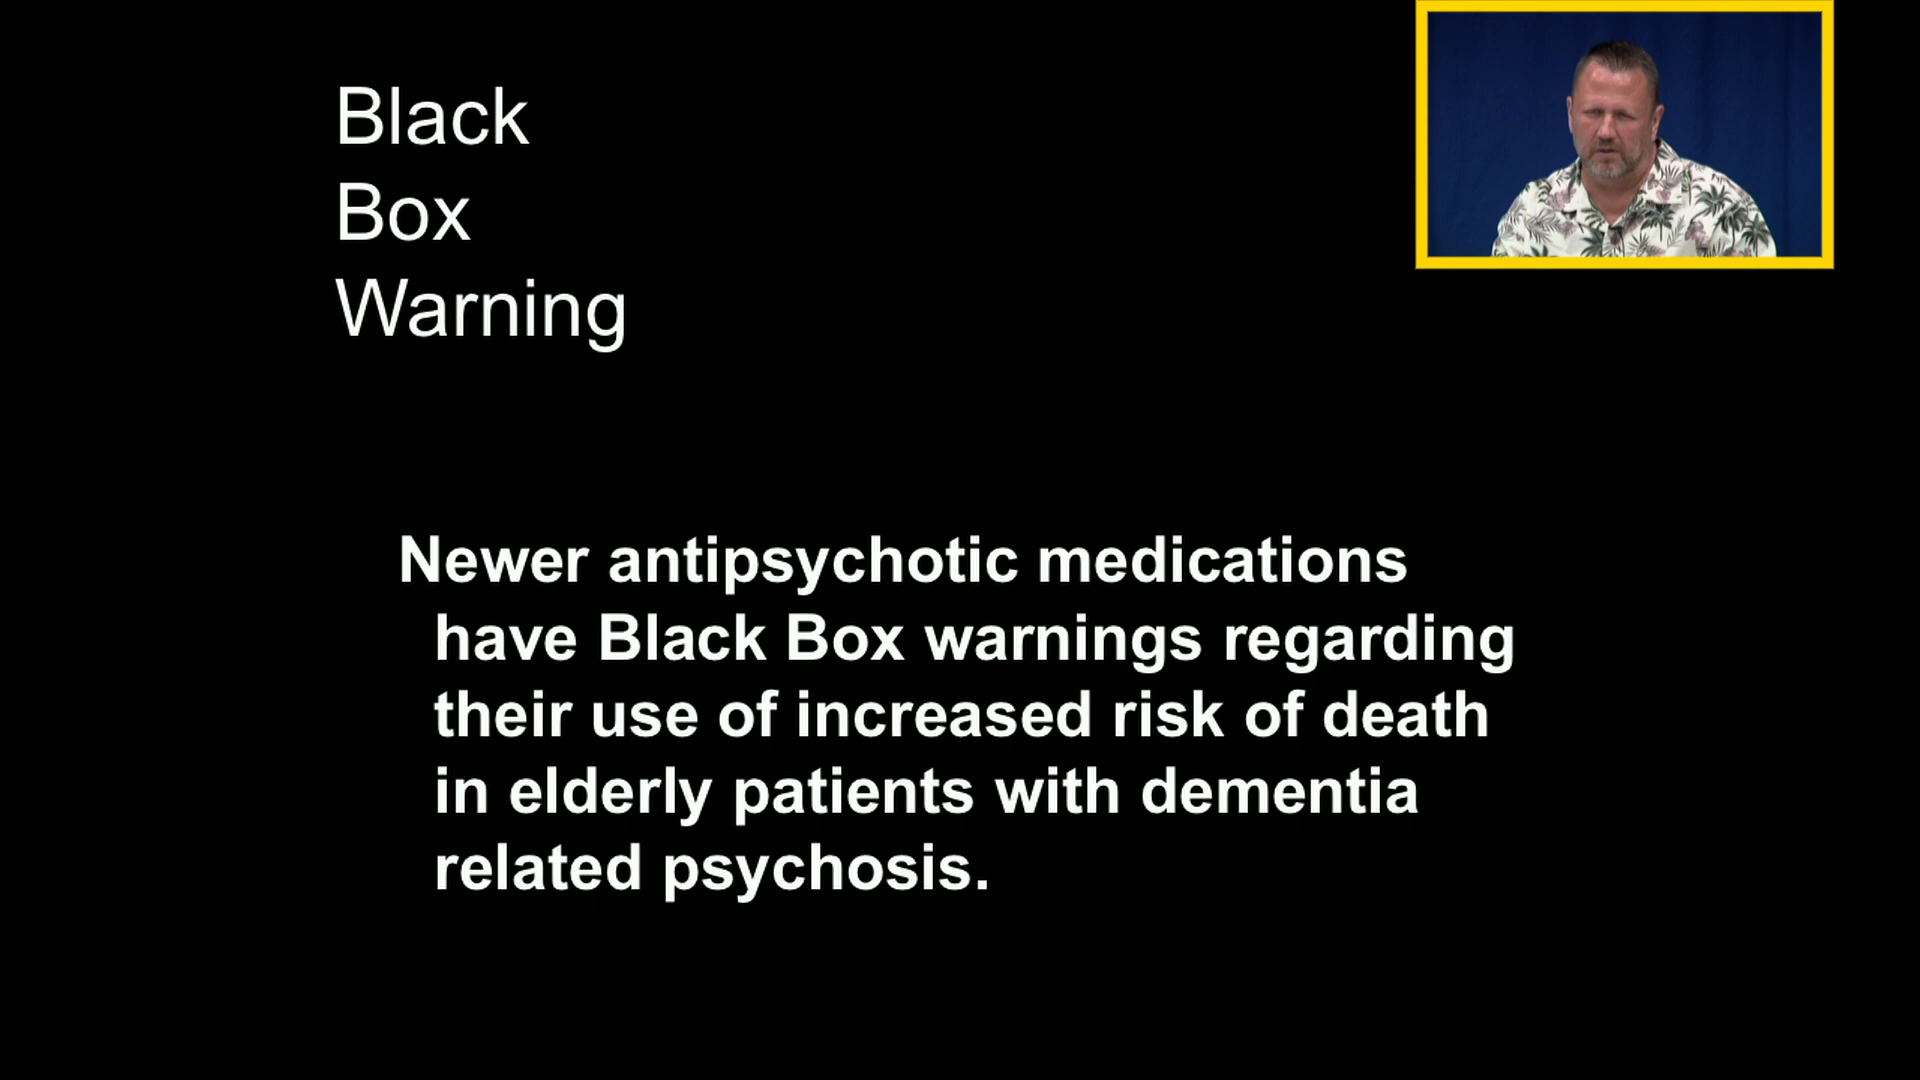 Black
Box
Warning
Newer antipsychotic medications
have Black Box warnings regarding
their use of increased risk of death
in elderly patients with dementia
related psychosis.